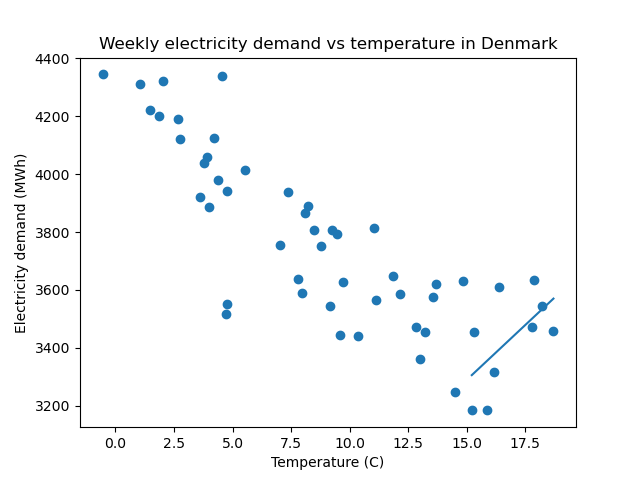 Weekly electricity demand vs temperature in Denmark
4400
4200
4000
3800
3600
3400
3200
Electricity demand (MWh)
0.0 2.5 5.0 7.5 10.0 12.5 15.0 17.5
Temperature (C)